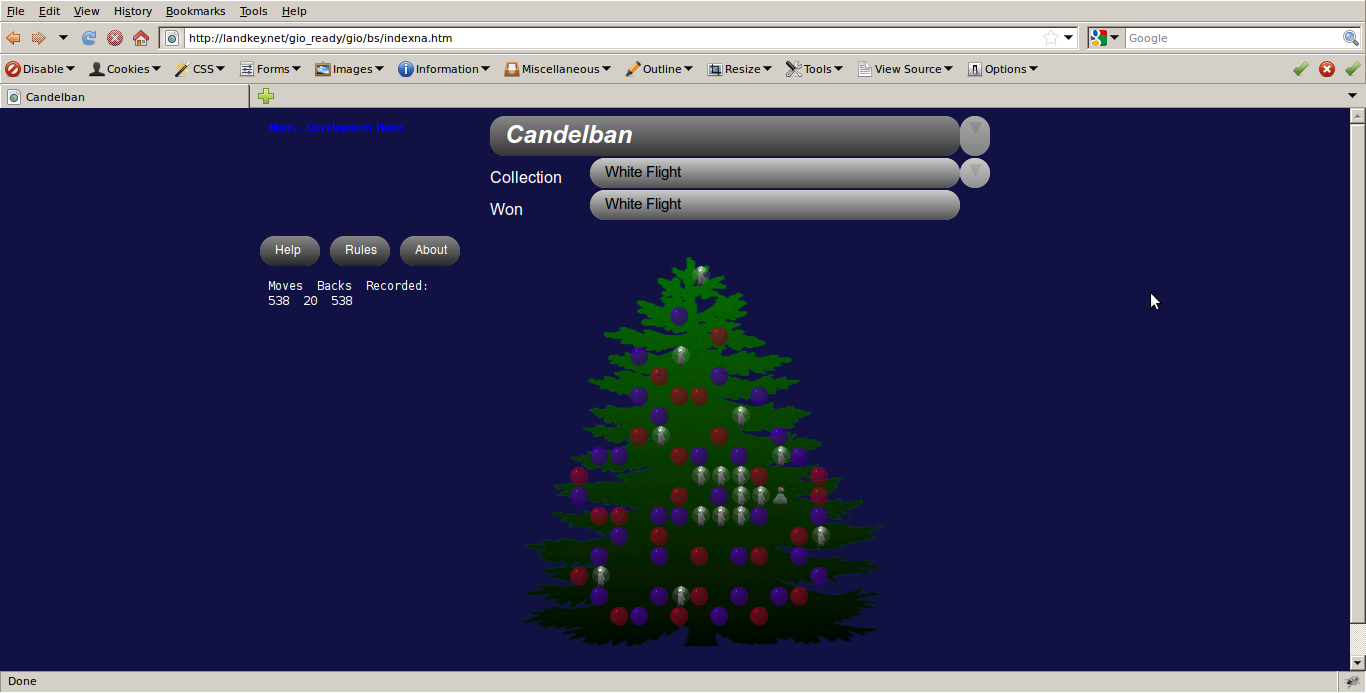 File Edit View History Bookmarks Tools Help
http://landkey.net/gio_ready/gio/bs/indexna.htm
Google
Disable Cookies CSS Forms Images Information Miscellaneous Outline Resize Tools View Source Options
Candelban
More... Development Home
Candelban
Collection White Flight
Won White Flight
Help Rules About
Moves Backs Recorded:
538 20 538
Done